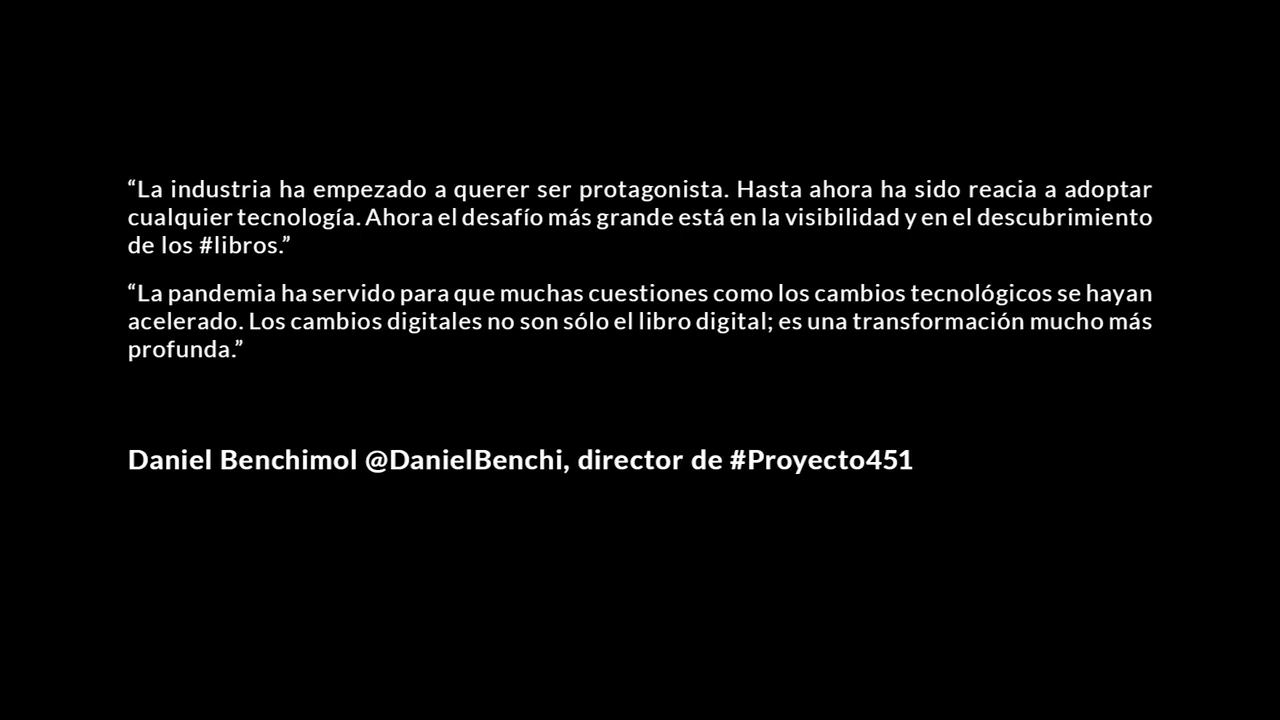 “La industria ha empezado a querer ser protagonista. Hasta ahora ha sido reacia a adoptar
cualquier tecnología. Ahora el desafío más grande está en la visibilidad y en el descubrimiento
de los #libros.”
“La pandemia ha servido para que muchas cuestiones como los cambios tecnológicos se hayan
acelerado. Los cambios digitales no son sólo el libro digital; es una transformación mucho más
profunda.”
Daniel Benchimol @DanielBenchi, director de #Proyecto451